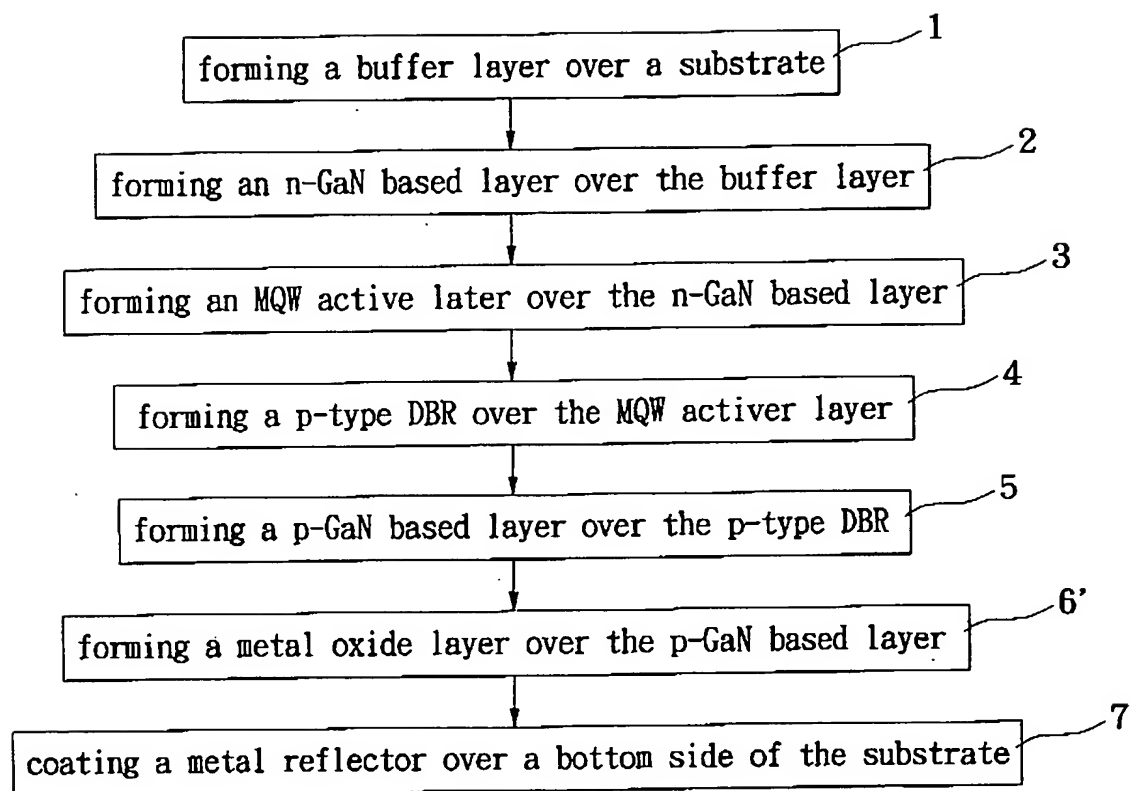 1
forming a buffer layer over a substrate
2
forming an n-GaN based layer over the buffer layer
3
forming an MQW active later over the n-GaN based layer
4
forming a p-type DBR over the MQW activer layer
5
forming a p-GaN based layer over the p-type DBR
6'
forming a metal oxide layer over the p-GaN based layer
7
coating a metal reflector over a bottom side of the substrate